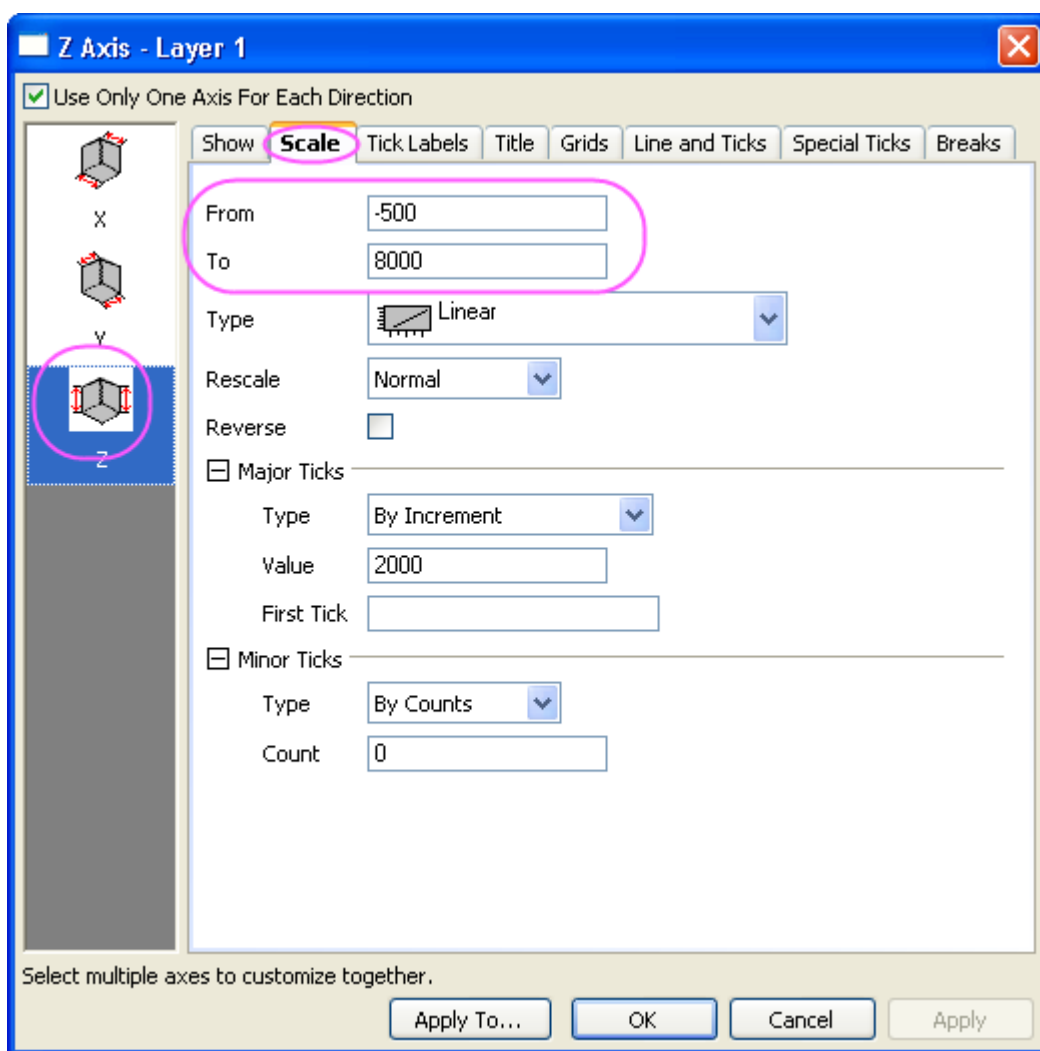 Z Axis - Layer 1
Use Only One Axis For Each Direction
X
Y
Z
Show Scale Tick Labels Title Grids Line and Ticks Special Ticks Breaks
From -500
To 8000
Type Linear
Rescale Normal
Reverse
Major Ticks
Type By Increment
Value 2000
First Tick
Minor Ticks
Type By Counts
Count 0
Select multiple axes to customize together.
Apply To... OK Cancel Apply